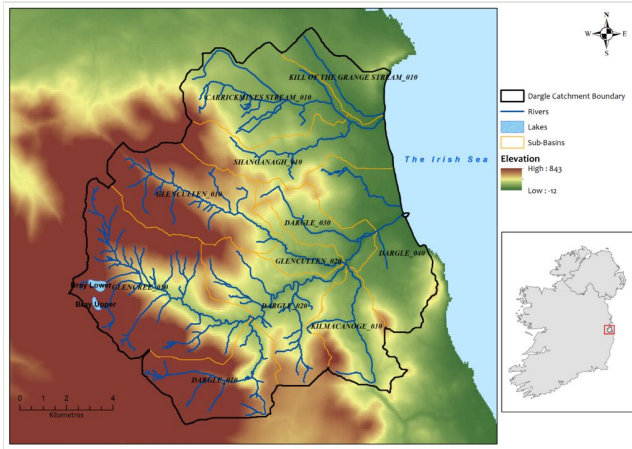 N
W E
S
KILL OF THE GRANGE STREAM_010
CARRICKMINES STREAM_010
SHANGANAGH_010
The Irish Sea
GLENCULLEN_010
DARGLE_030
DARGLE_040
GLENCULLEN_020
Bray Lower
GLENCREE_010
Bray Upper
DARGLE_020
KILMACANOGE_010
DARGLE_010
0 1 2 4
Kilometres
Dargle Catchment Boundary
Rivers
Lakes
Sub-Basins
Elevation
High : 843
Low : -12